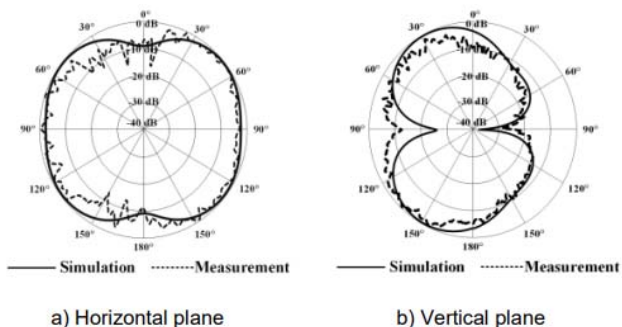 0°
0 dB
30°
30°
10 dB
60°
60°
-20 dB
-30 dB
-40 dB
90°
90°
120°
120°
150°
150°
180°
Simulation
Measurement
a) Horizontal plane
0°
0 dB
30°
30°
10 dB
60°
60°
-20 dB
-30 dB
-40 dB
90°
90°
120°
120°
150°
150°
180°
Simulation
Measurement
b) Vertical plane